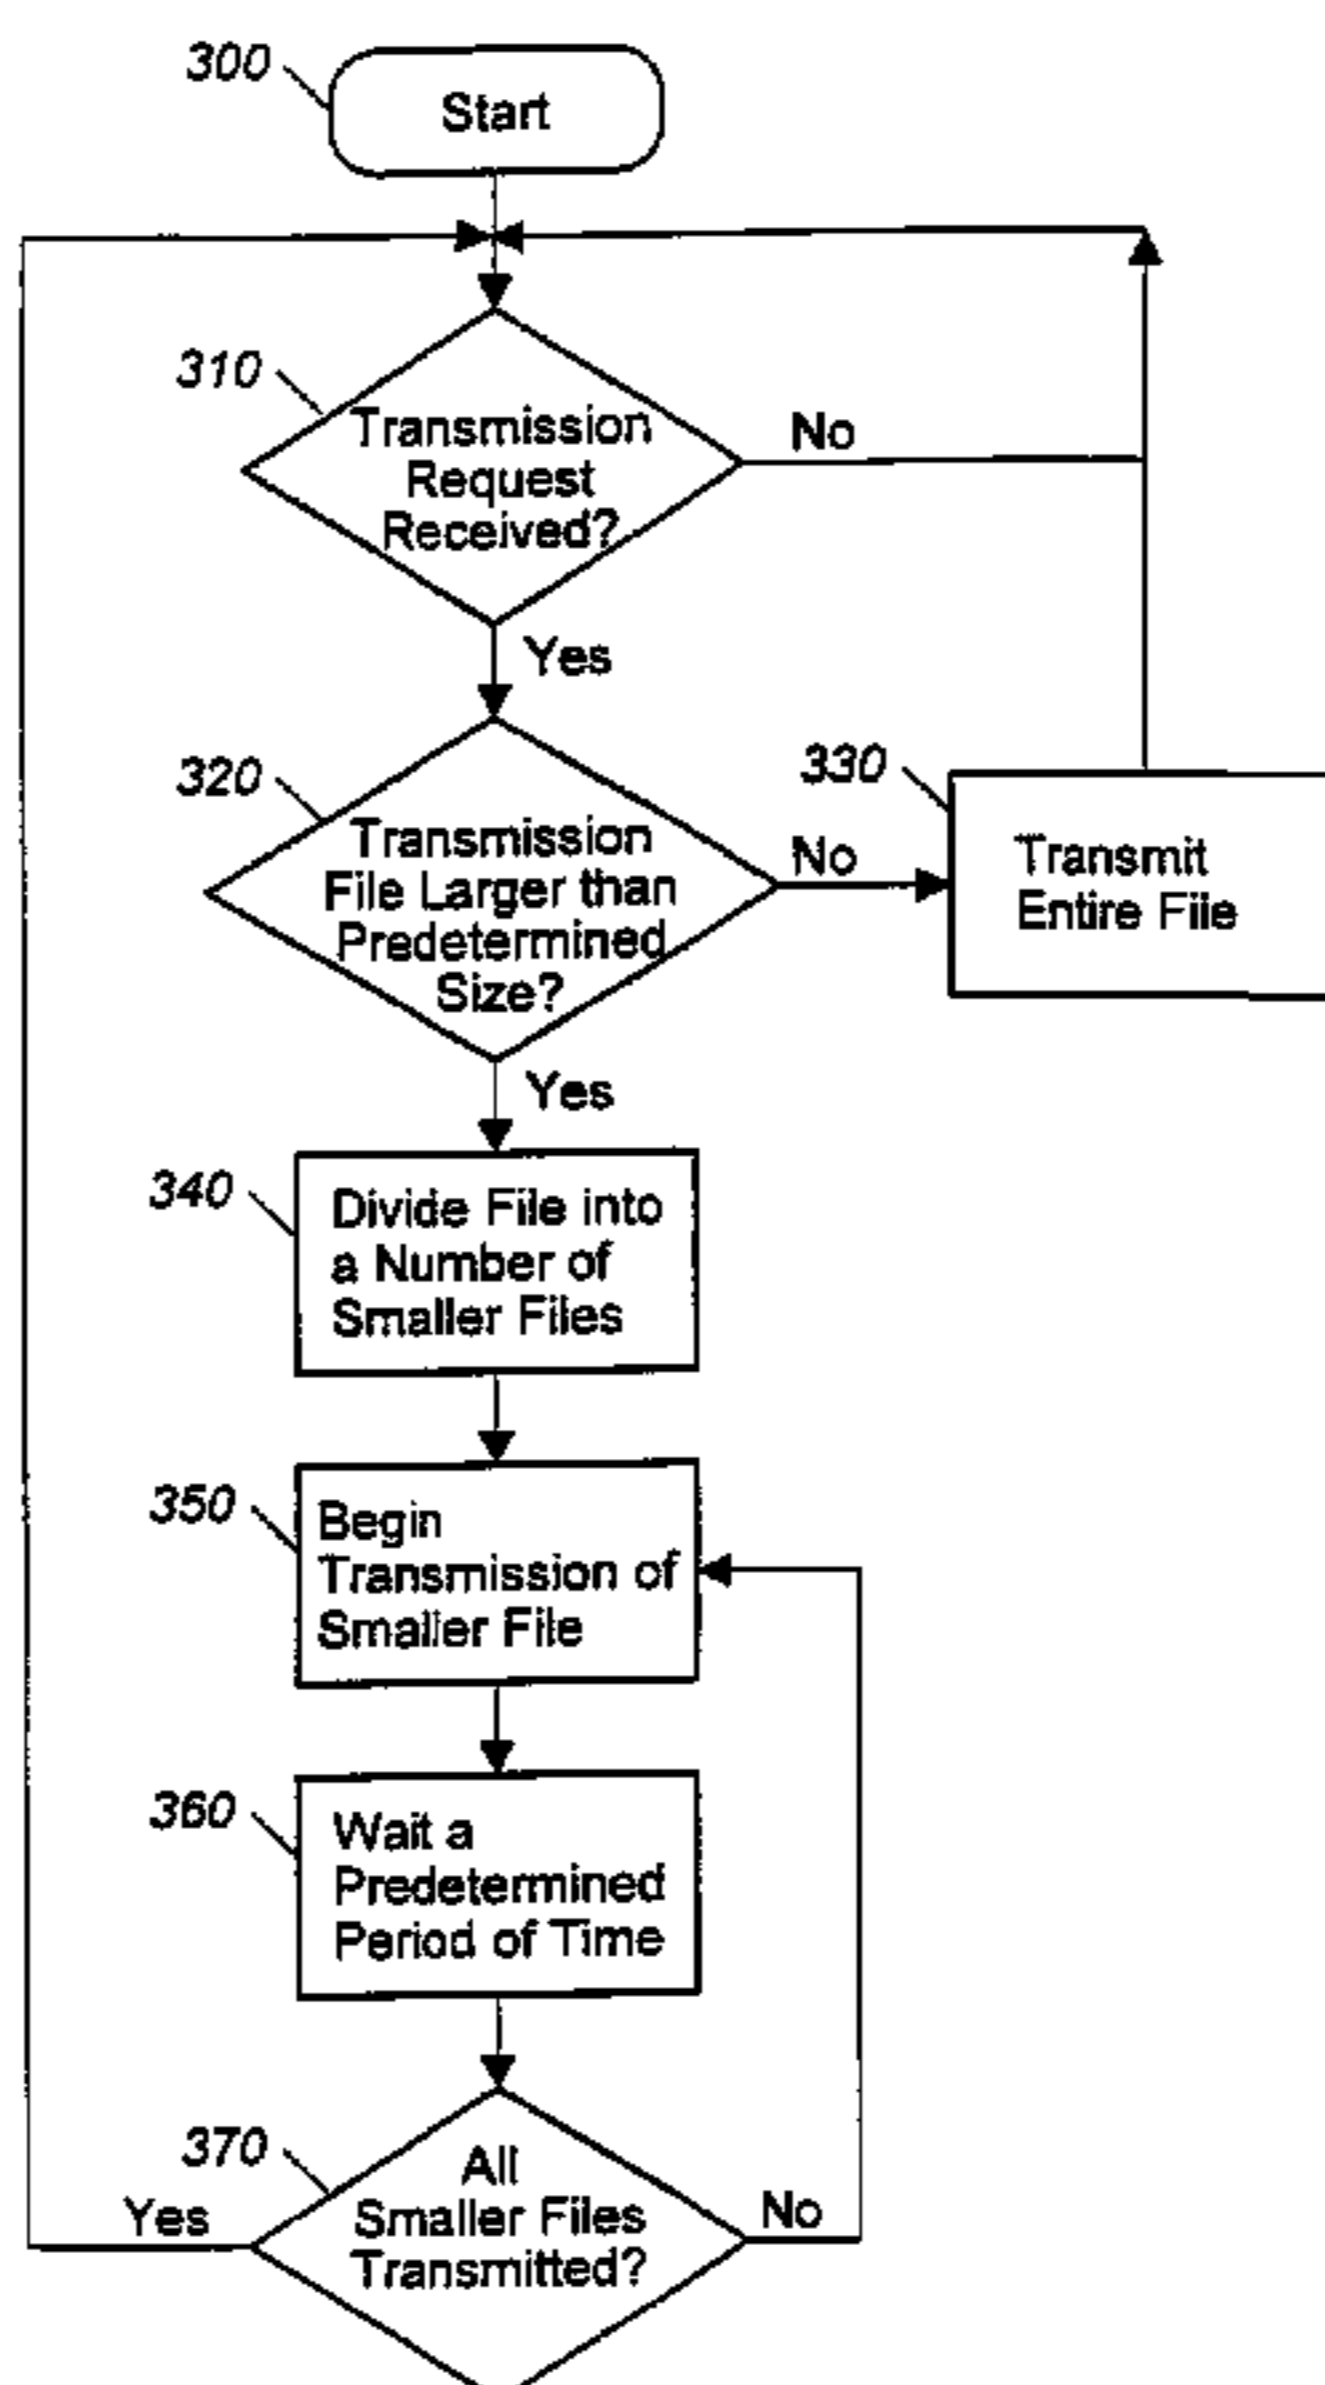 300
Start
310
Transmission
Request
Received?
No
Yes
320
Transmission
File Larger than
Predetermined
Size?
No
330
Transmit
Entire File
Yes
340
Divide File into
a Number of
Smaller Files
350
Begin
Transmission of
Smaller File
360
Wait a
Predetermined
Period of Time
370
All
Smaller Files
Transmitted?
Yes
No